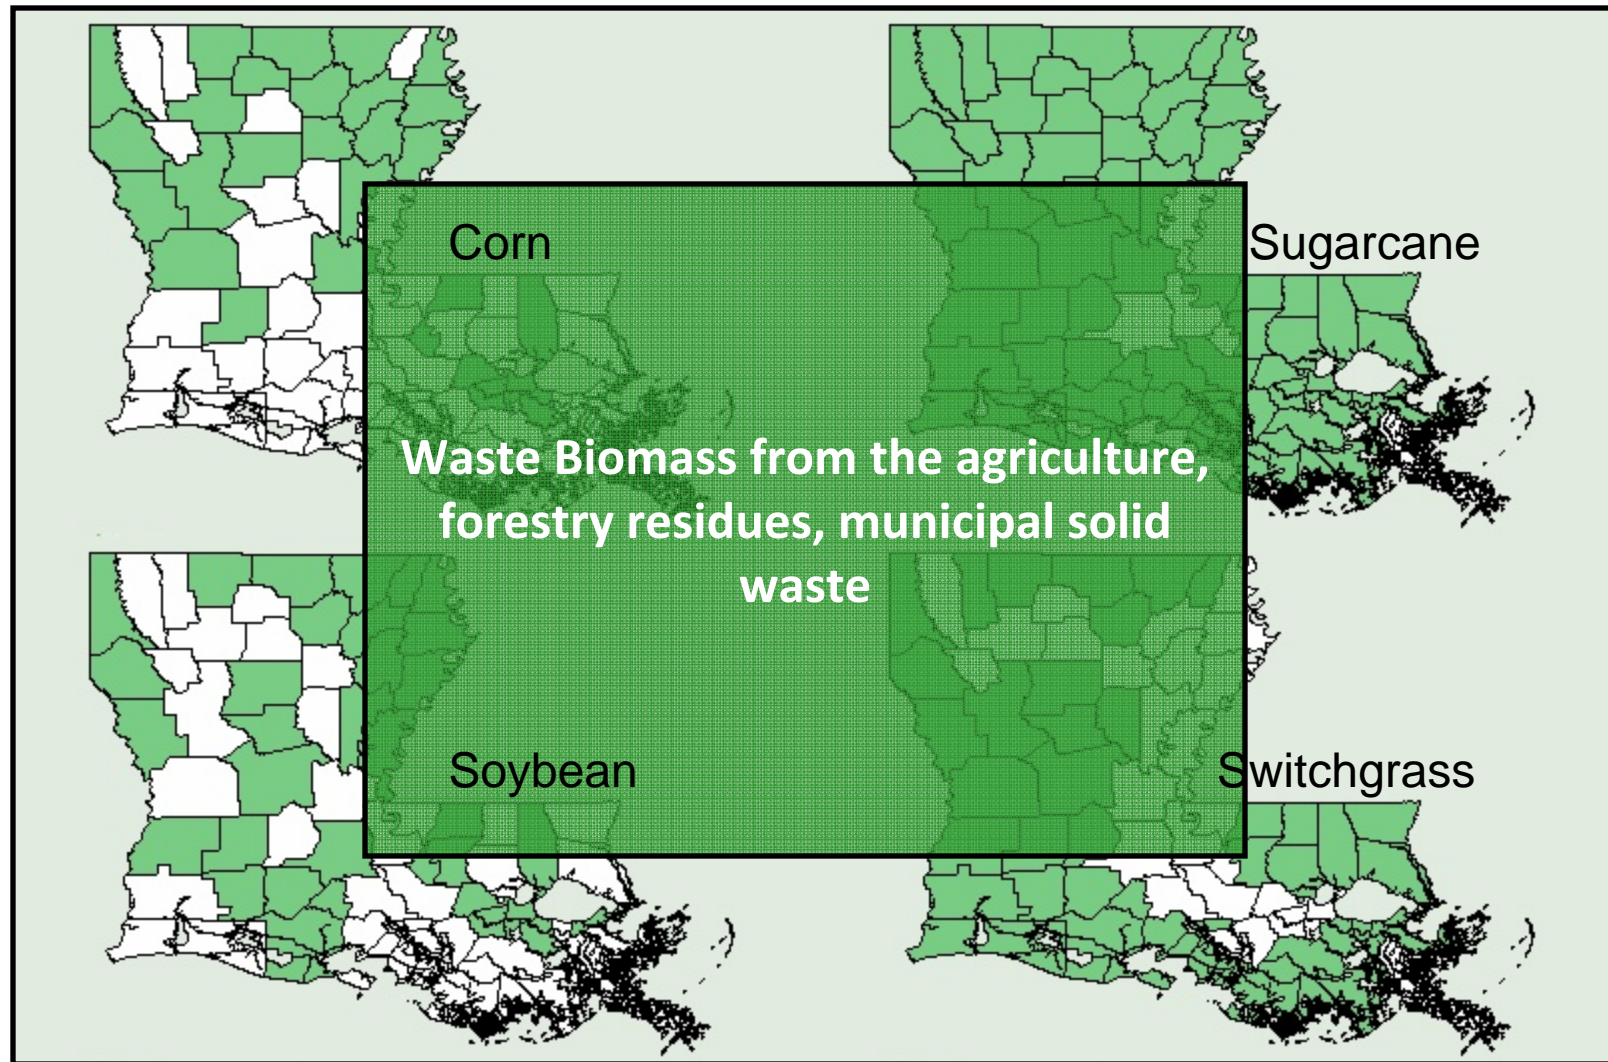 Corn
Sugarcane
Waste Biomass from the agriculture,
forestry residues, municipal solid
waste
Soybean
Switchgrass